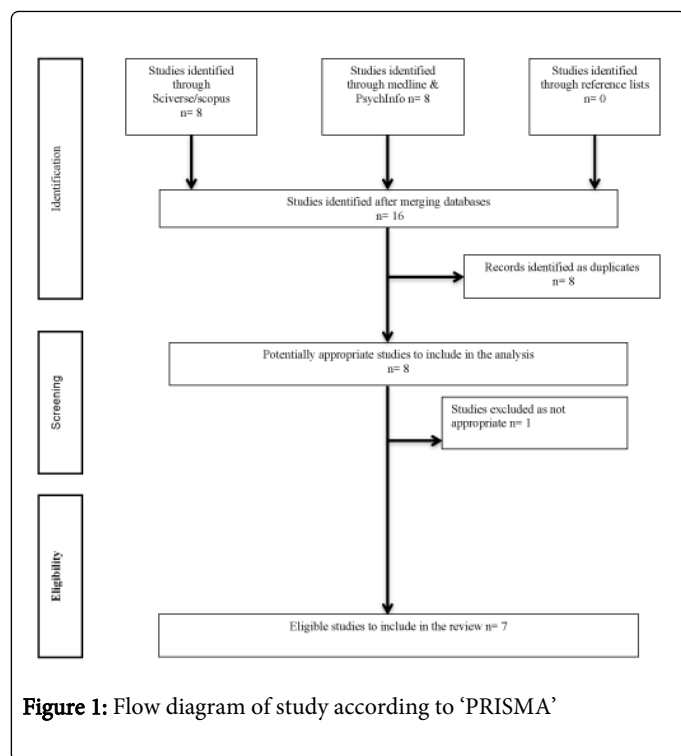 Identification
Studies identified
through
Sciverse/scopus
n= 8
Studies identified
through medline &
PsychInfo n= 8
Studies identified
through reference lists
n= 0
Studies identified after merging databases
n= 16
Records identified as duplicates
n= 8
Screening
Potentially appropriate studies to include in the analysis
n= 8
Studies excluded as not
appropriate n= 1
Eligibility
Eligible studies to include in the review n= 7
Figure 1: Flow diagram of study according to ‘PRISMA’